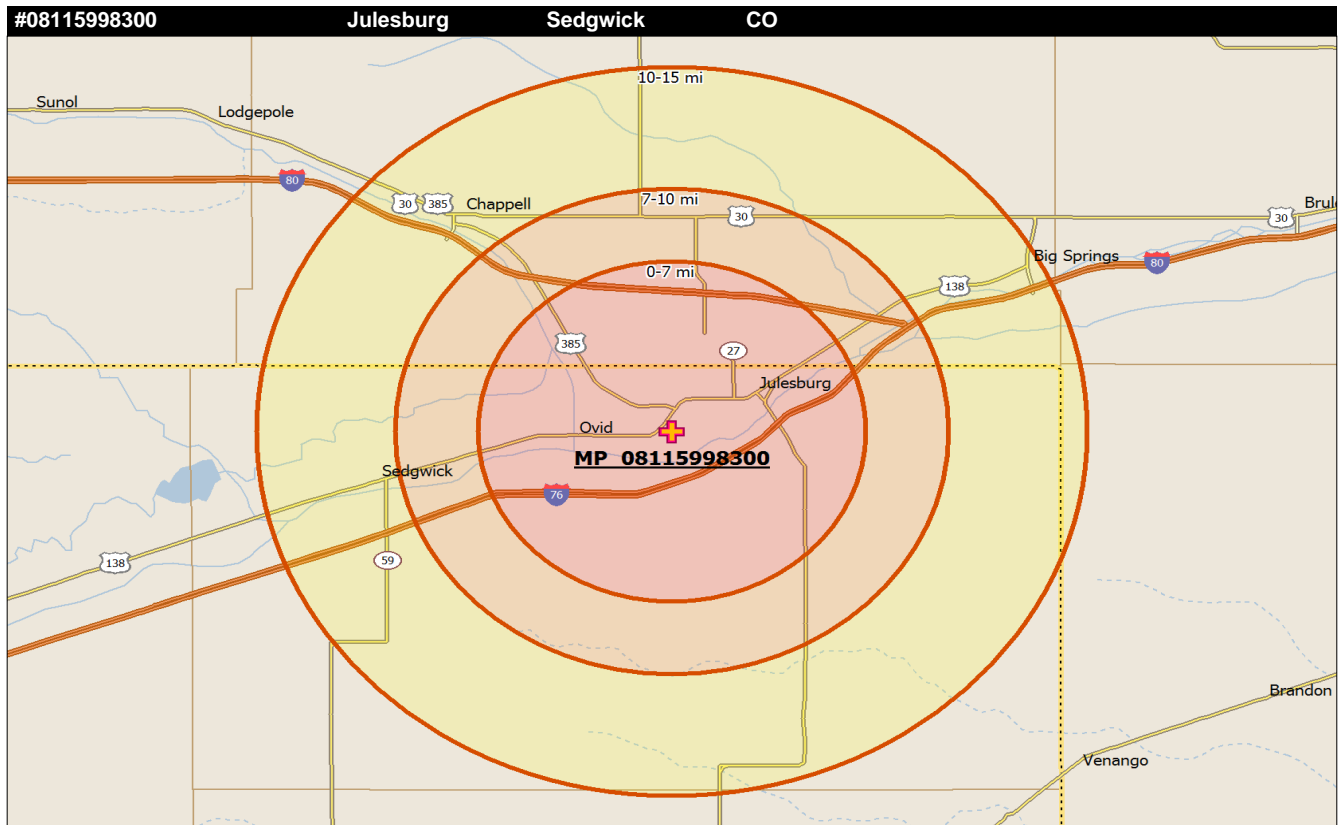 #08115998300 Julesburg Sedgwick CO
10-15 mi
Sunol
Lodgepole
80
30 385 Chappell
7-10 mi
30
30
Brule
Big Springs
80
0-7 mi
138
385
27
Julesburg
Ovid
MP 08115998300
Sedgwick
76
138
59
Brandon
Venango